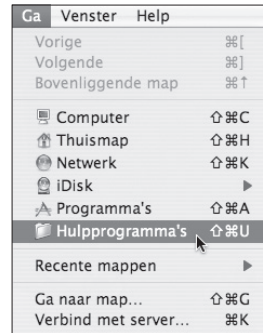 Ga Venster Help
Vorige ⌘[
Volgende ⌘]
Bovenliggende map ⌘↑
Computer ⇧⌘C
Thuismap ⇧⌘H
Netwerk ⇧⌘K
iDisk ▶
Programma's ⇧⌘A
Hulpprogramma's ⇧⌘U
Recente mappen ▶
Ga naar map... ⇧⌘G
Verbind met server... ⌘K